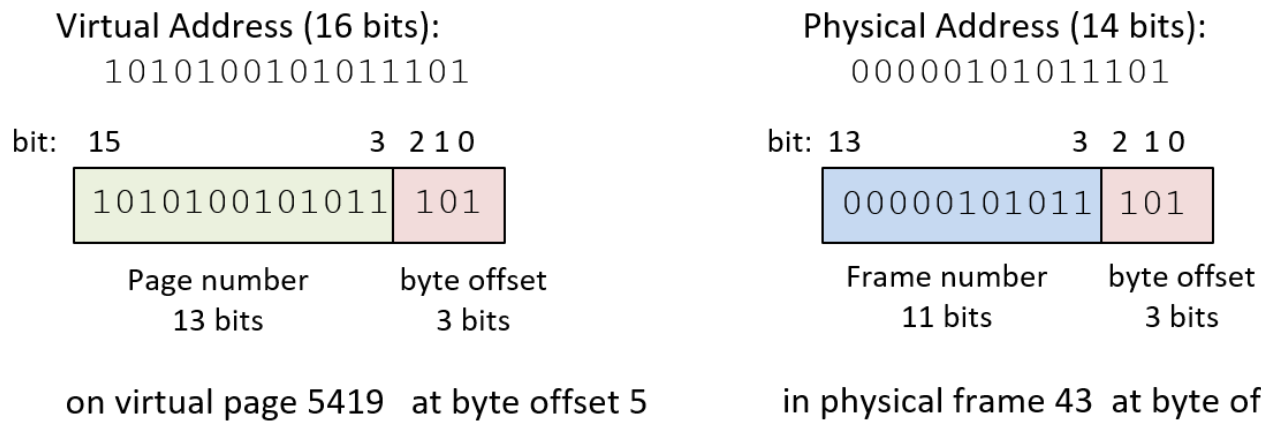 Virtual Address (16 bits):
1010100101011101
bit: 15 3 2 1 0
1010100101011 101
Page number byte offset
13 bits 3 bits
on virtual page 5419 at byte offset 5
Physical Address (14 bits):
00000101011101
bit: 13 3 2 1 0
00000101011 101
Frame number byte offset
11 bits 3 bits
in physical frame 43 at byte of